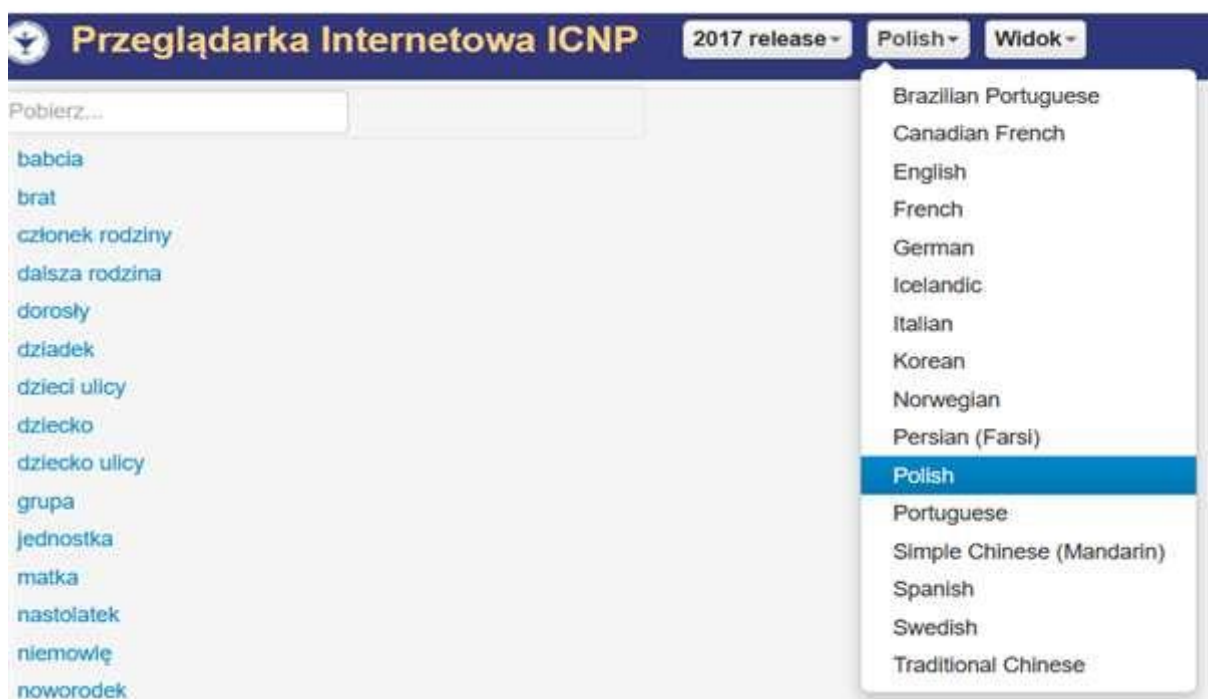 Przeglądarka Internetowa ICNP
2017 release
Polish
Widok
Pobierz...
babcia
brat
członek rodziny
dalsza rodzina
dorosły
dziadek
dzieci ulicy
dziecko
dziecko ulicy
grupa
jednostka
matka
nastolatek
niemowlę
noworodek
Brazilian Portuguese
Canadian French
English
French
German
Icelandic
Italian
Korean
Norwegian
Persian (Farsi)
Polish
Portuguese
Simple Chinese (Mandarin)
Spanish
Swedish
Traditional Chinese